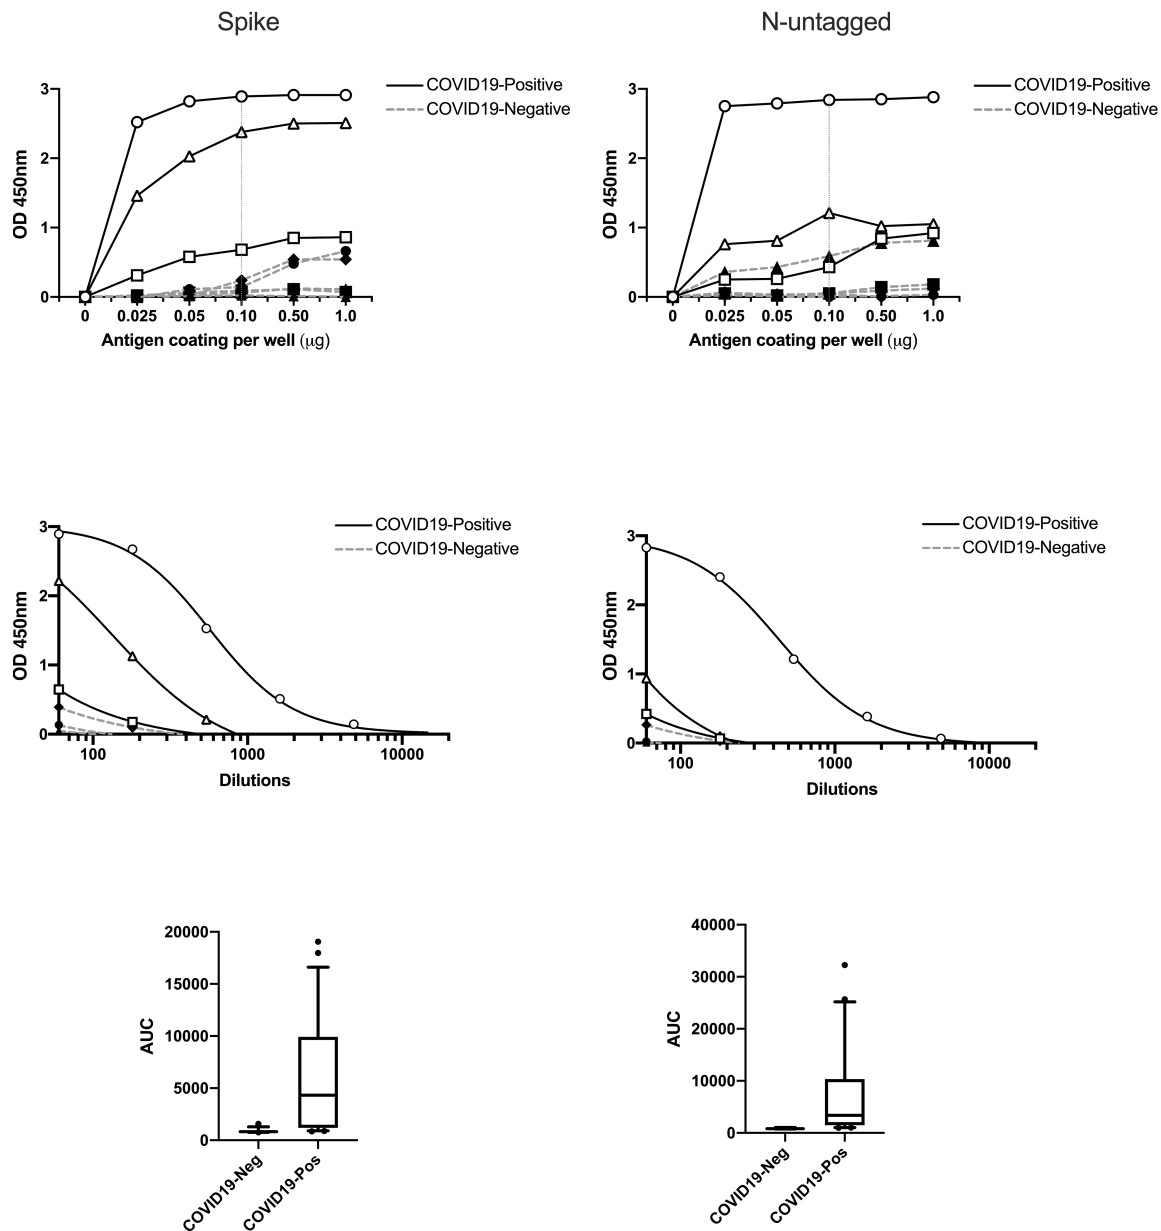 Spike
N-untagged
3
2
1
0
OD 450nm
0 0.025 0.05 0.10 0.50 1.0
Antigen coating per well (µg)
COVID19-Positive
COVID19-Negative
3
2
1
0
OD 450nm
0 0.025 0.05 0.10 0.50 1.0
Antigen coating per well (µg)
COVID19-Positive
COVID19-Negative
3
2
1
0
OD 450nm
100 1000 10000
Dilutions
COVID19-Positive
COVID19-Negative
3
2
1
0
OD 450nm
100 1000 10000
Dilutions
COVID19-Positive
COVID19-Negative
20000
15000
10000
5000
0
AUC
COVID19-Neg
COVID19-Pos
40000
30000
20000
10000
0
AUC
COVID19-Neg
COVID19-Pos